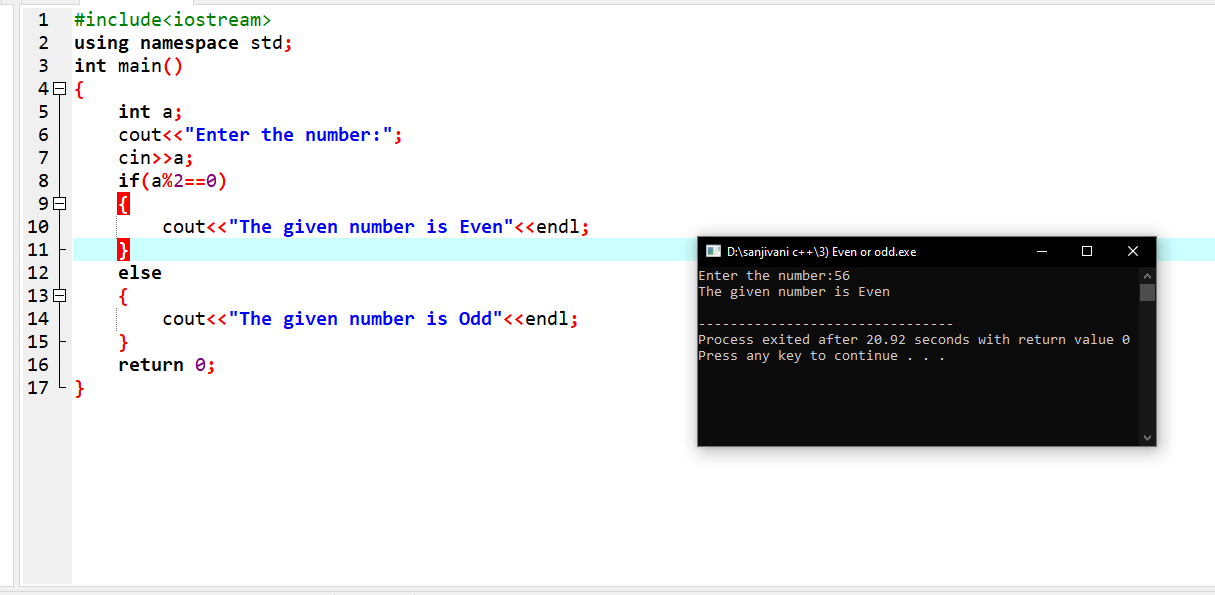 1 #include<iostream>
2 using namespace std;
3 int main()
4 {
5     int a;
6     cout<<"Enter the number:";
7     cin>>a;
8     if(a%2==0)
9     {
10         cout<<"The given number is Even"<<endl;
11     }
12     else
13     {
14         cout<<"The given number is Odd"<<endl;
15     }
16     return 0;
17 }
D:\sanjivani c++\3) Even or odd.exe
Enter the number:56
The given number is Even
--------------------------------
Process exited after 20.92 seconds with return value 0
Press any key to continue . . .